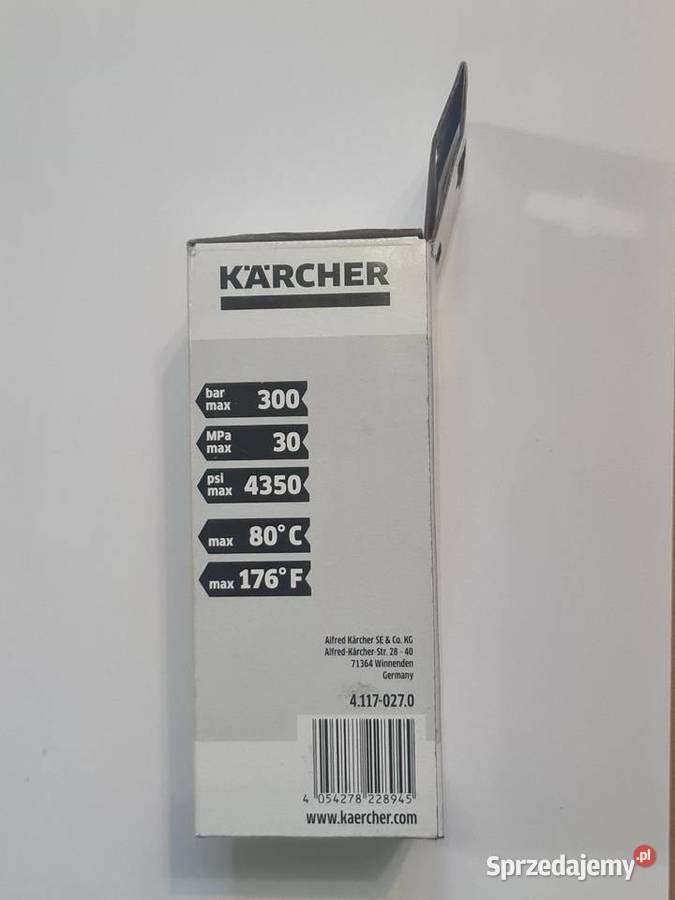 KÄRCHER
bar max 300
MPa max 30
psi max 4350
max 80°C
max 176°F
Alfred Kärcher SE & Co. KG
Alfred-Kärcher-Str. 28 - 40
71364 Winnenden
Germany
4.117-027.0
4 054278 228945
www.kaercher.com
Sprzedajemy.pl